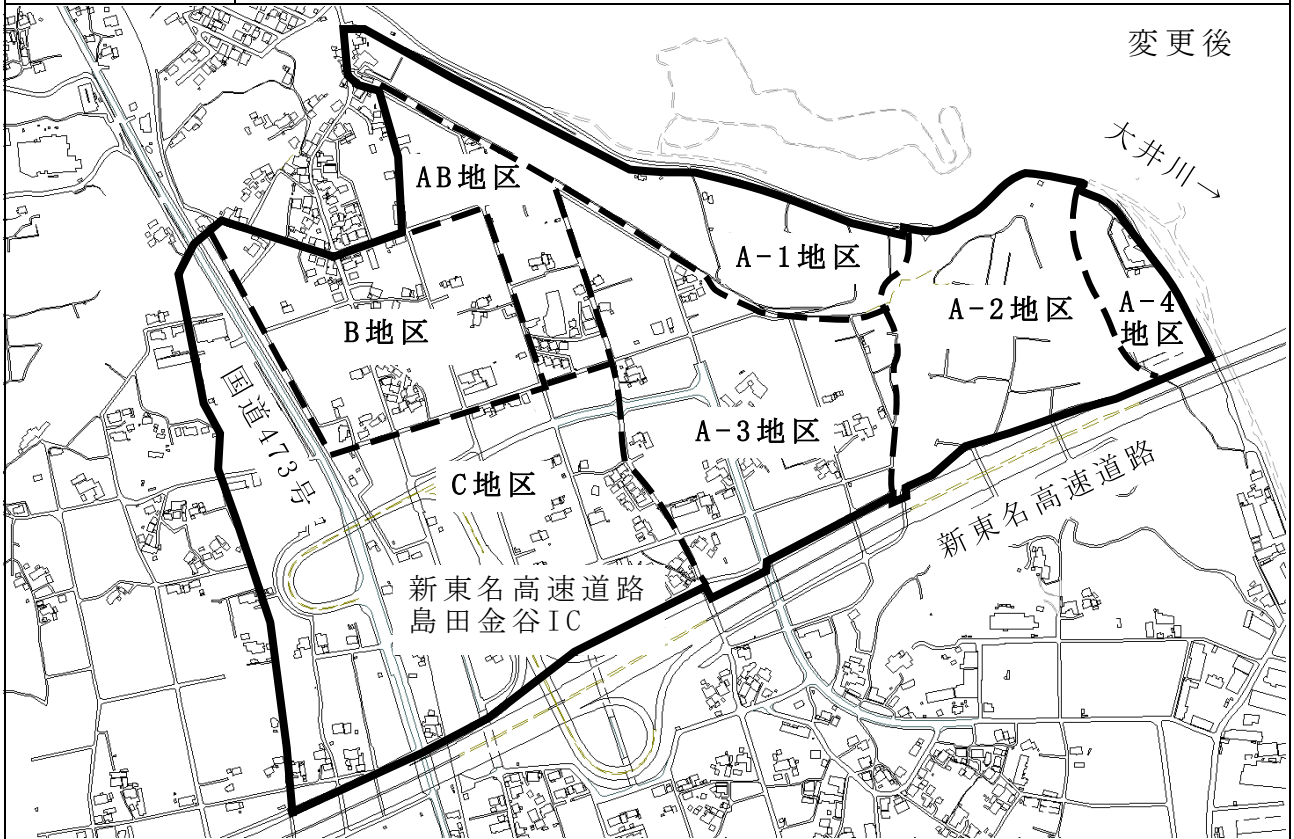 変更後
大井川→
AB地区
A-1地区
A-2地区
A-4
地区
B地区
国道473号
A-3地区
C地区
新東名高速道路
新東名高速道路
島田金谷IC